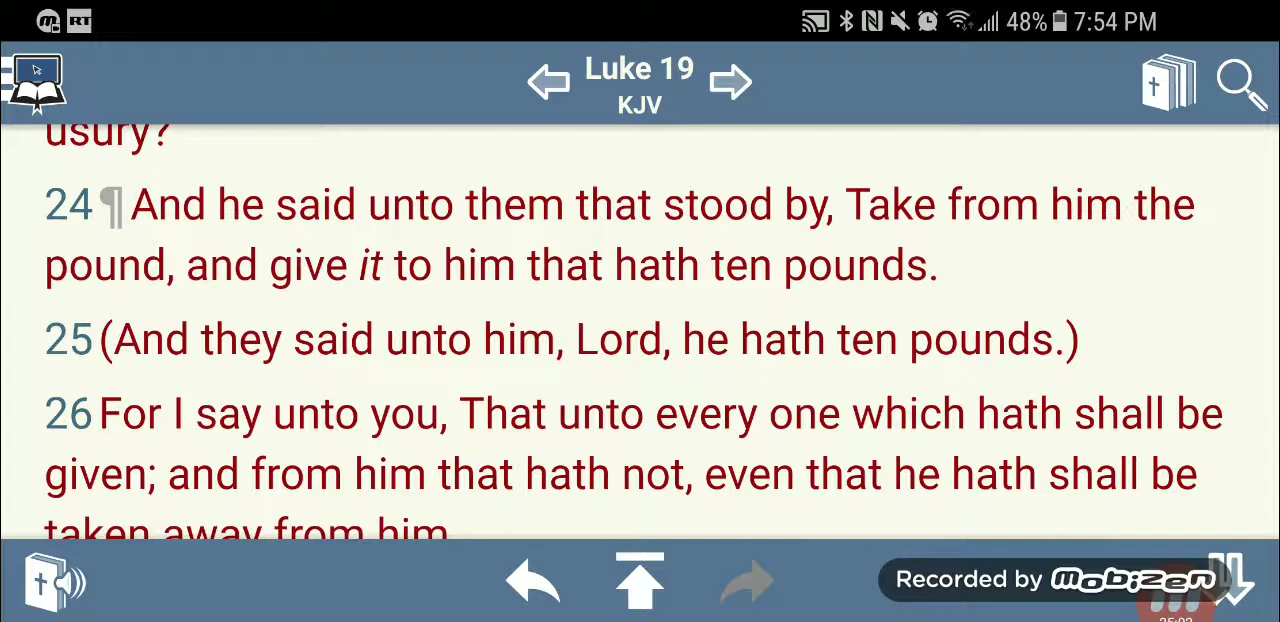 RT 48% 7:54 PM
Luke 19
KJV
usury?
24 ¶ And he said unto them that stood by, Take from him the
pound, and give it to him that hath ten pounds.
25 (And they said unto him, Lord, he hath ten pounds.)
26 For I say unto you, That unto every one which hath shall be
given; and from him that hath not, even that he hath shall be
taken away from him.
Recorded by mobizen